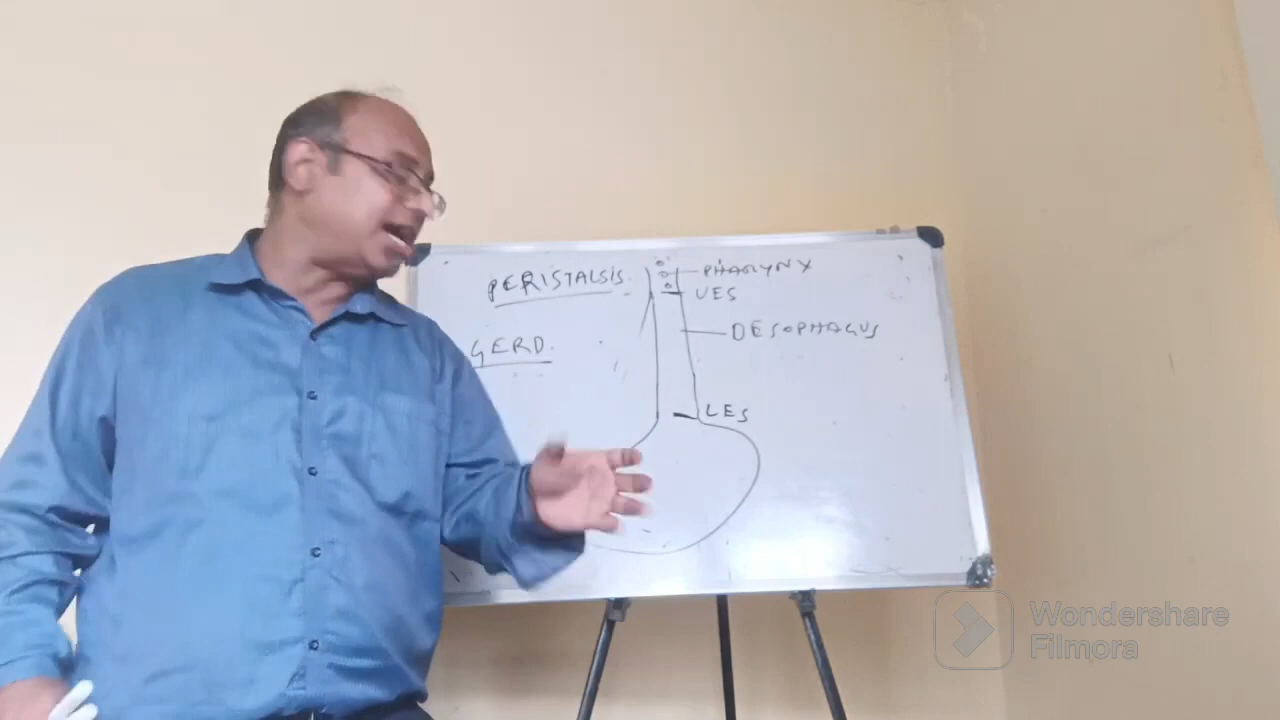 PERISTALSIS.
PHARYNX
UES
OESOPHAGUS
GERD.
LES
Wondershare
Filmora